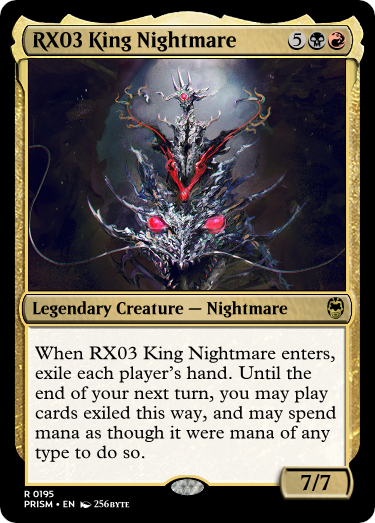 RX03 King Nightmare 5
Legendary Creature — Nightmare
When RX03 King Nightmare enters,
exile each player's hand. Until the
end of your next turn, you may play
cards exiled this way, and may spend
mana as though it were mana of any
type to do so.
7/7
R 0195
PRISM • EN 256BYTE